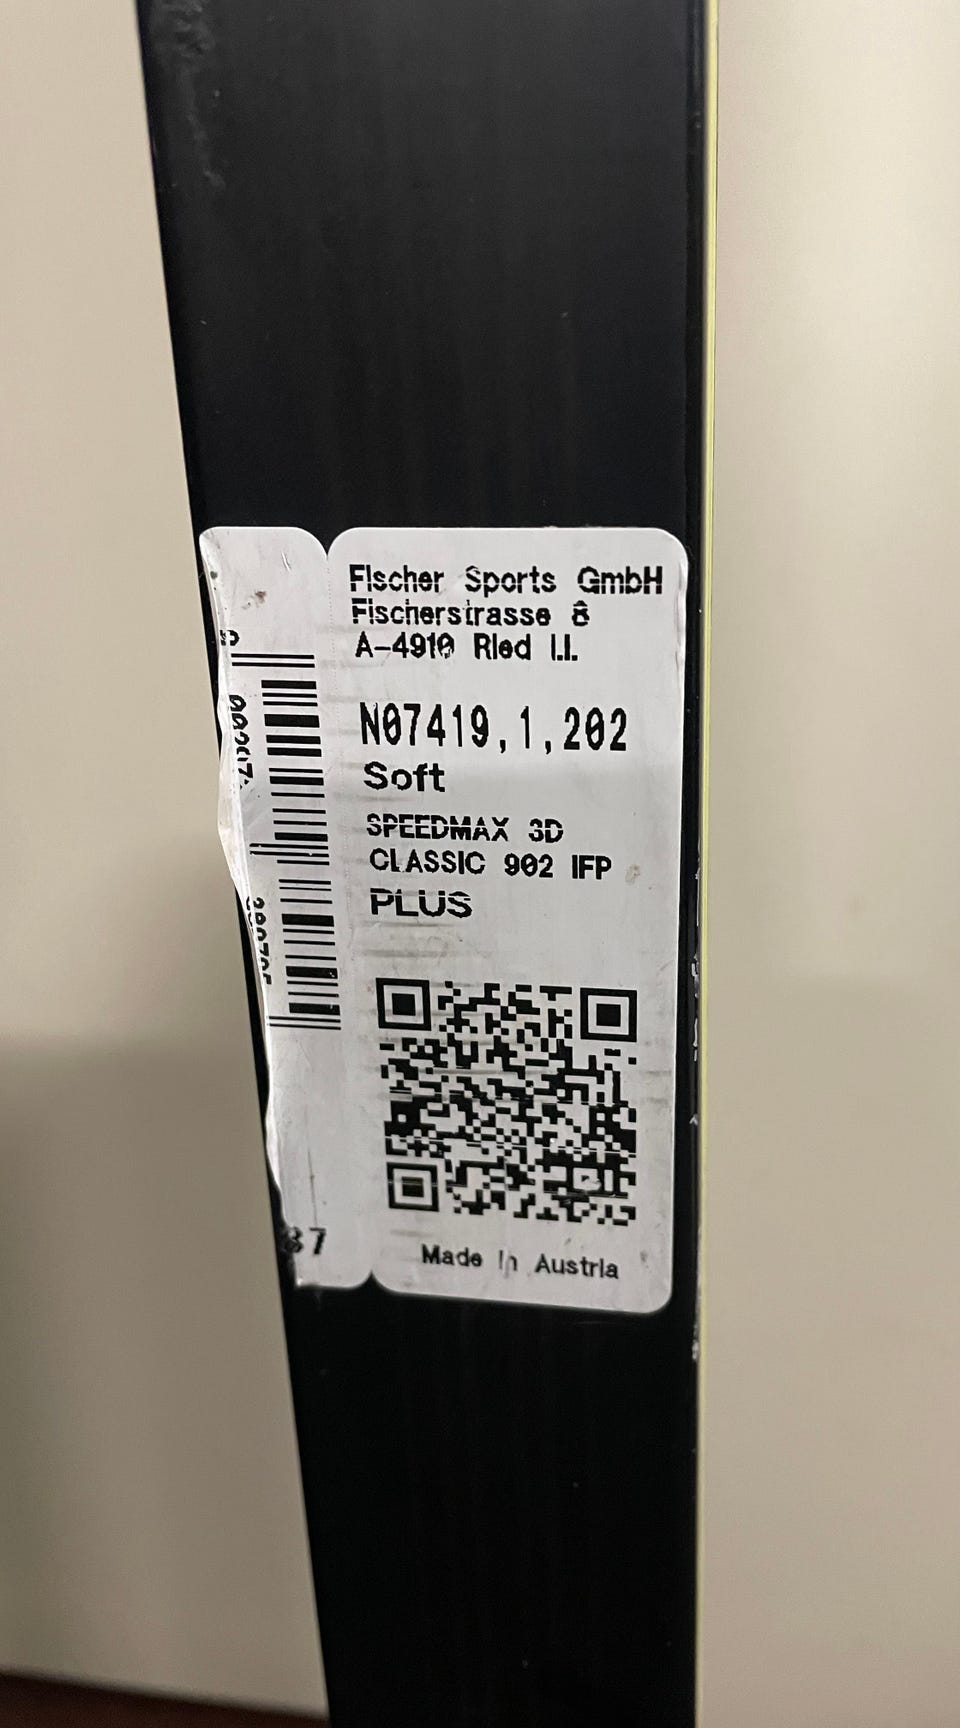 Fischer Sports GmbH
Fischerstrasse 8
A-4910 Ried I.I.
N07419,1,202
Soft
SPEEDMAX 3D
CLASSIC 902 IFP
PLUS
Made in Austria
87